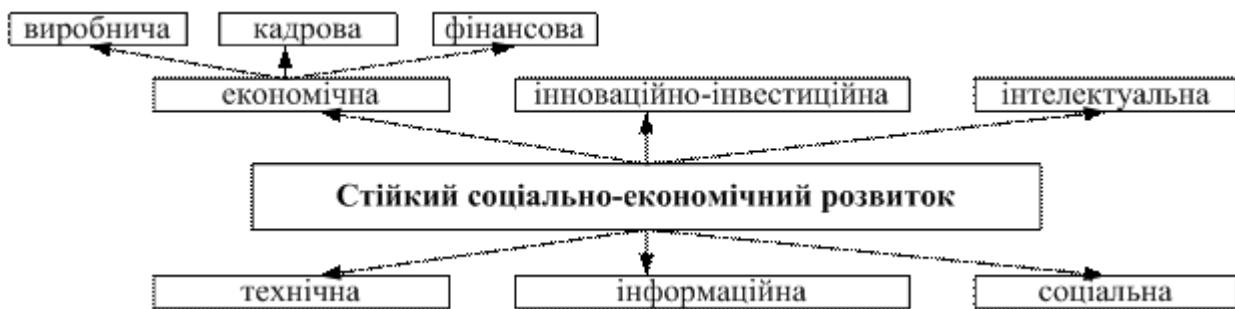 виробнича кадрова фінансова
економічна інноваційно-інвестиційна інтелектуальна
Стійкий соціально-економічний розвиток
технічна інформаційна соціальна